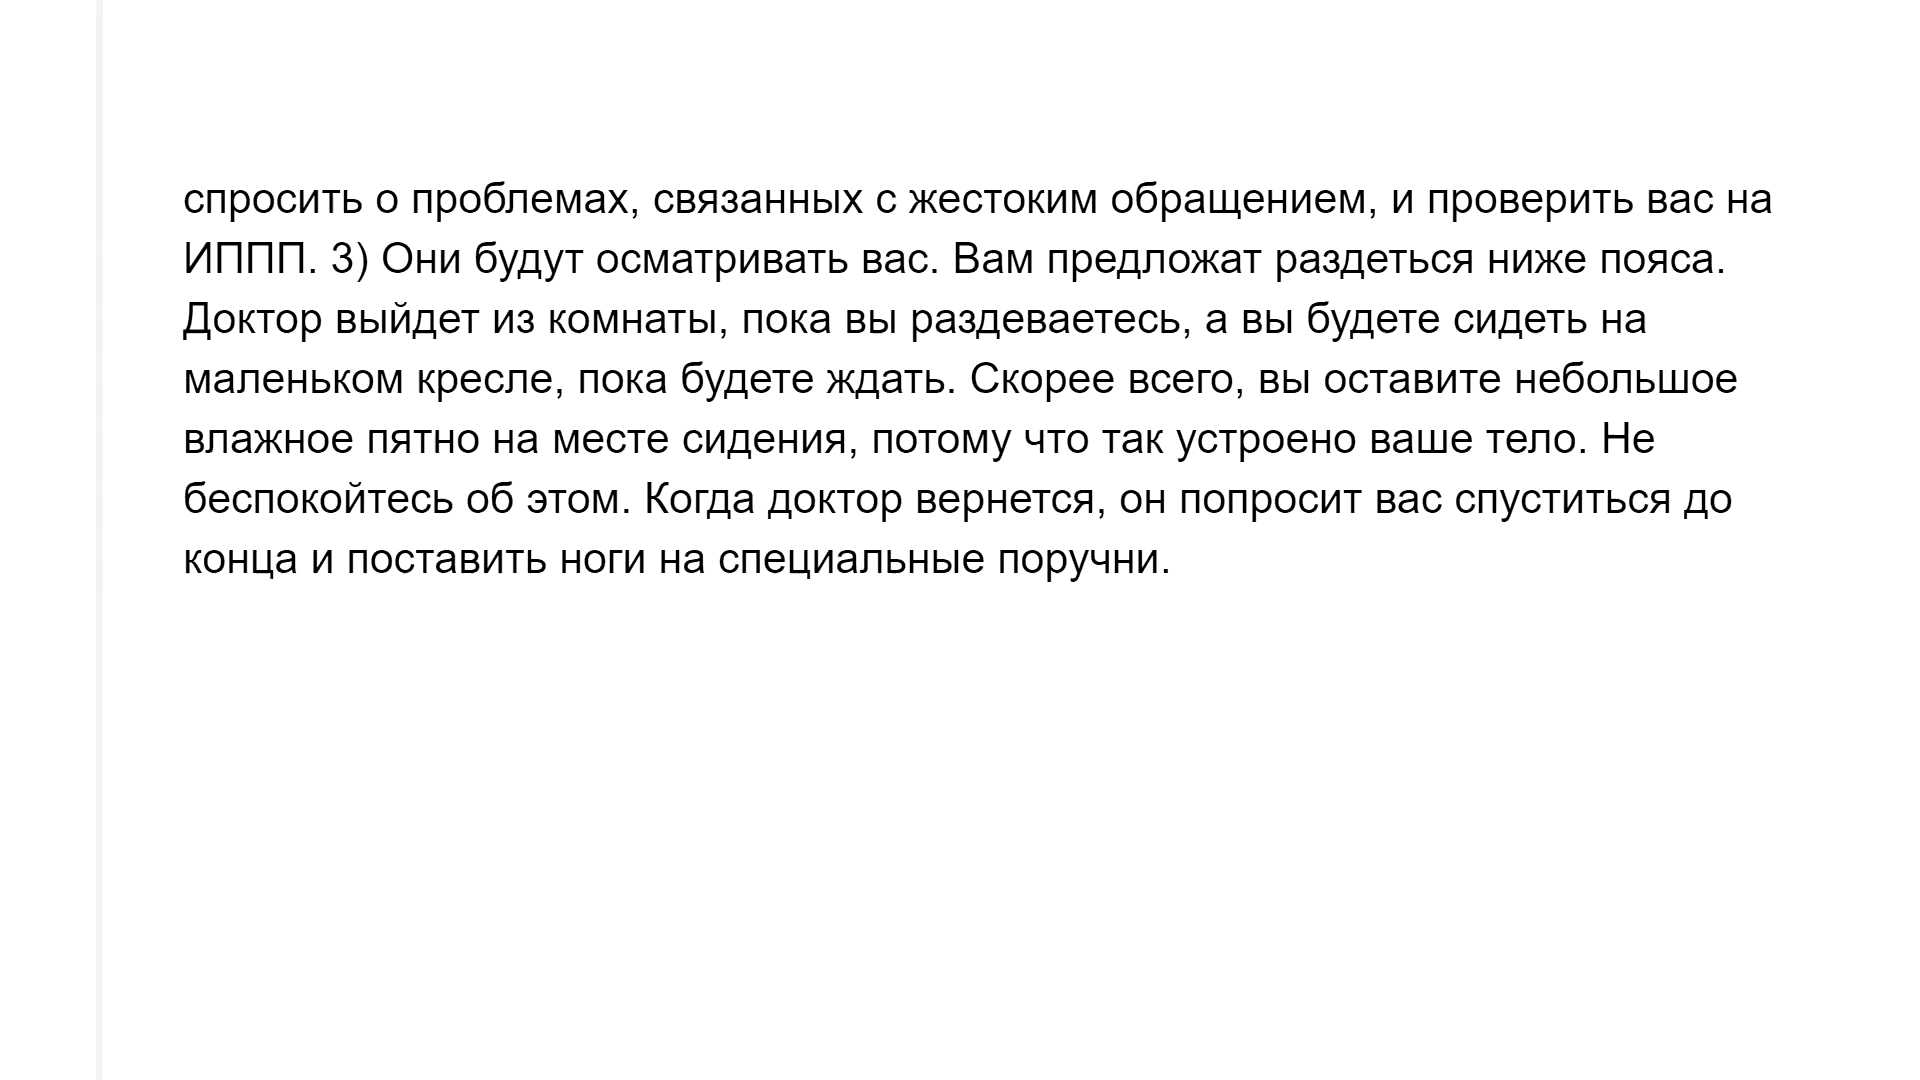 спросить о проблемах, связанных с жестоким обращением, и проверить вас на
ИППП. 3) Они будут осматривать вас. Вам предложат раздеться ниже пояса.
Доктор выйдет из комнаты, пока вы раздеваетесь, а вы будете сидеть на
маленьком кресле, пока будете ждать. Скорее всего, вы оставите небольшое
влажное пятно на месте сидения, потому что так устроено ваше тело. Не
беспокойтесь об этом. Когда доктор вернется, он попросит вас спуститься до
конца и поставить ноги на специальные поручни.